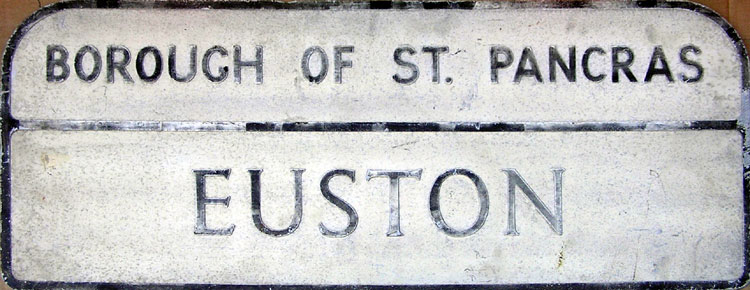 BOROUGH OF ST. PANCRAS
EUSTON